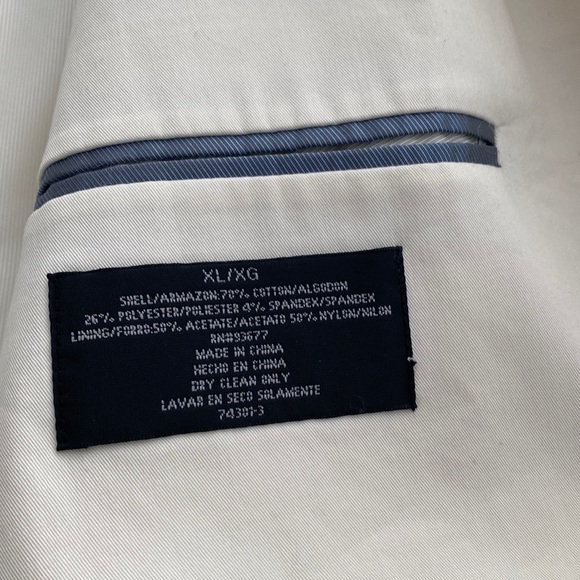 XL/XG
SHELL/ARMAZON:70% COTTON/ALGODON
26% POLYESTER/POLIESTER 4% SPANDEX/SPANDEX
LINING/FORRO:50% ACETATE/ACETATO 50% NYLON/NILON
RN#93677
MADE IN CHINA
HECHO EN CHINA
DRY CLEAN ONLY
LAVAR EN SECO SOLAMENTE
74301-3